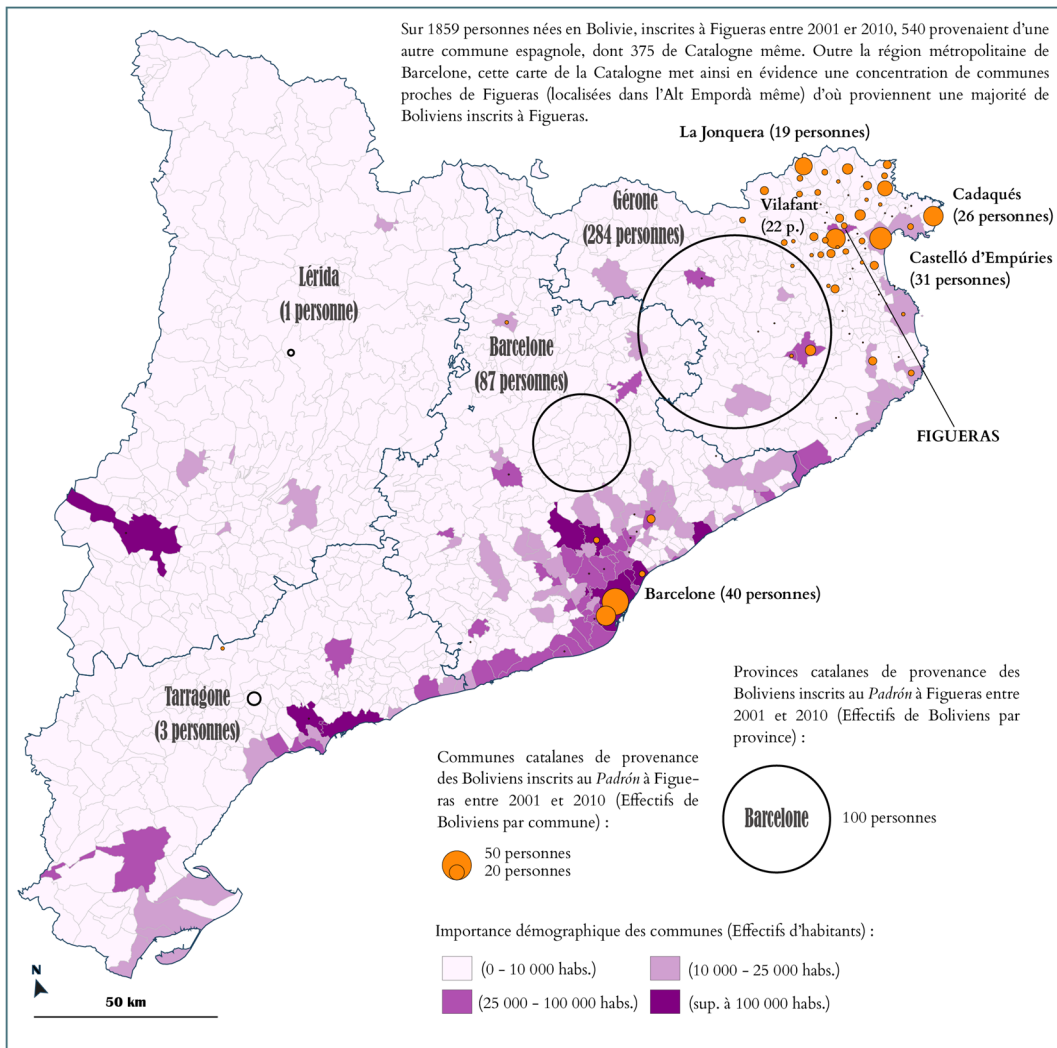 Sur 1859 personnes nées en Bolivie, inscrites à Figueras entre 2001 er 2010, 540 provenaient d'une
autre commune espagnole, dont 375 de Catalogne même. Outre la région métropolitaine de
Barcelone, cette carte de la Catalogne met ainsi en évidence une concentration de communes
proches de Figueras (localisées dans l'Alt Empordà même) d'où proviennent une majorité de
Boliviens inscrits à Figueras.
La Jonquera (19 personnes)
Cadaqués
(26 personnes)
Vilafant
(22 p.)
Gérone
(284 personnes)
Castelló d'Empúries
(31 personnes)
Lérida
(1 personne)
Barcelone
(87 personnes)
FIGUERAS
Barcelone (40 personnes)
Tarragone
(3 personnes)
Provinces catalanes de provenance des
Boliviens inscrits au Padrón à Figueras entre
2001 et 2010 (Effectifs de Boliviens par
province) :
Barcelone
100 personnes
Communes catalanes de provenance
des Boliviens inscrits au Padrón à Figue-
ras entre 2001 et 2010 (Effectifs de
Boliviens par commune) :
50 personnes
20 personnes
Importance démographique des communes (Effectifs d'habitants) :
(0 - 10 000 habs.)
(10 000 - 25 000 habs.)
(25 000 - 100 000 habs.)
(sup. à 100 000 habs.)
N
50 km